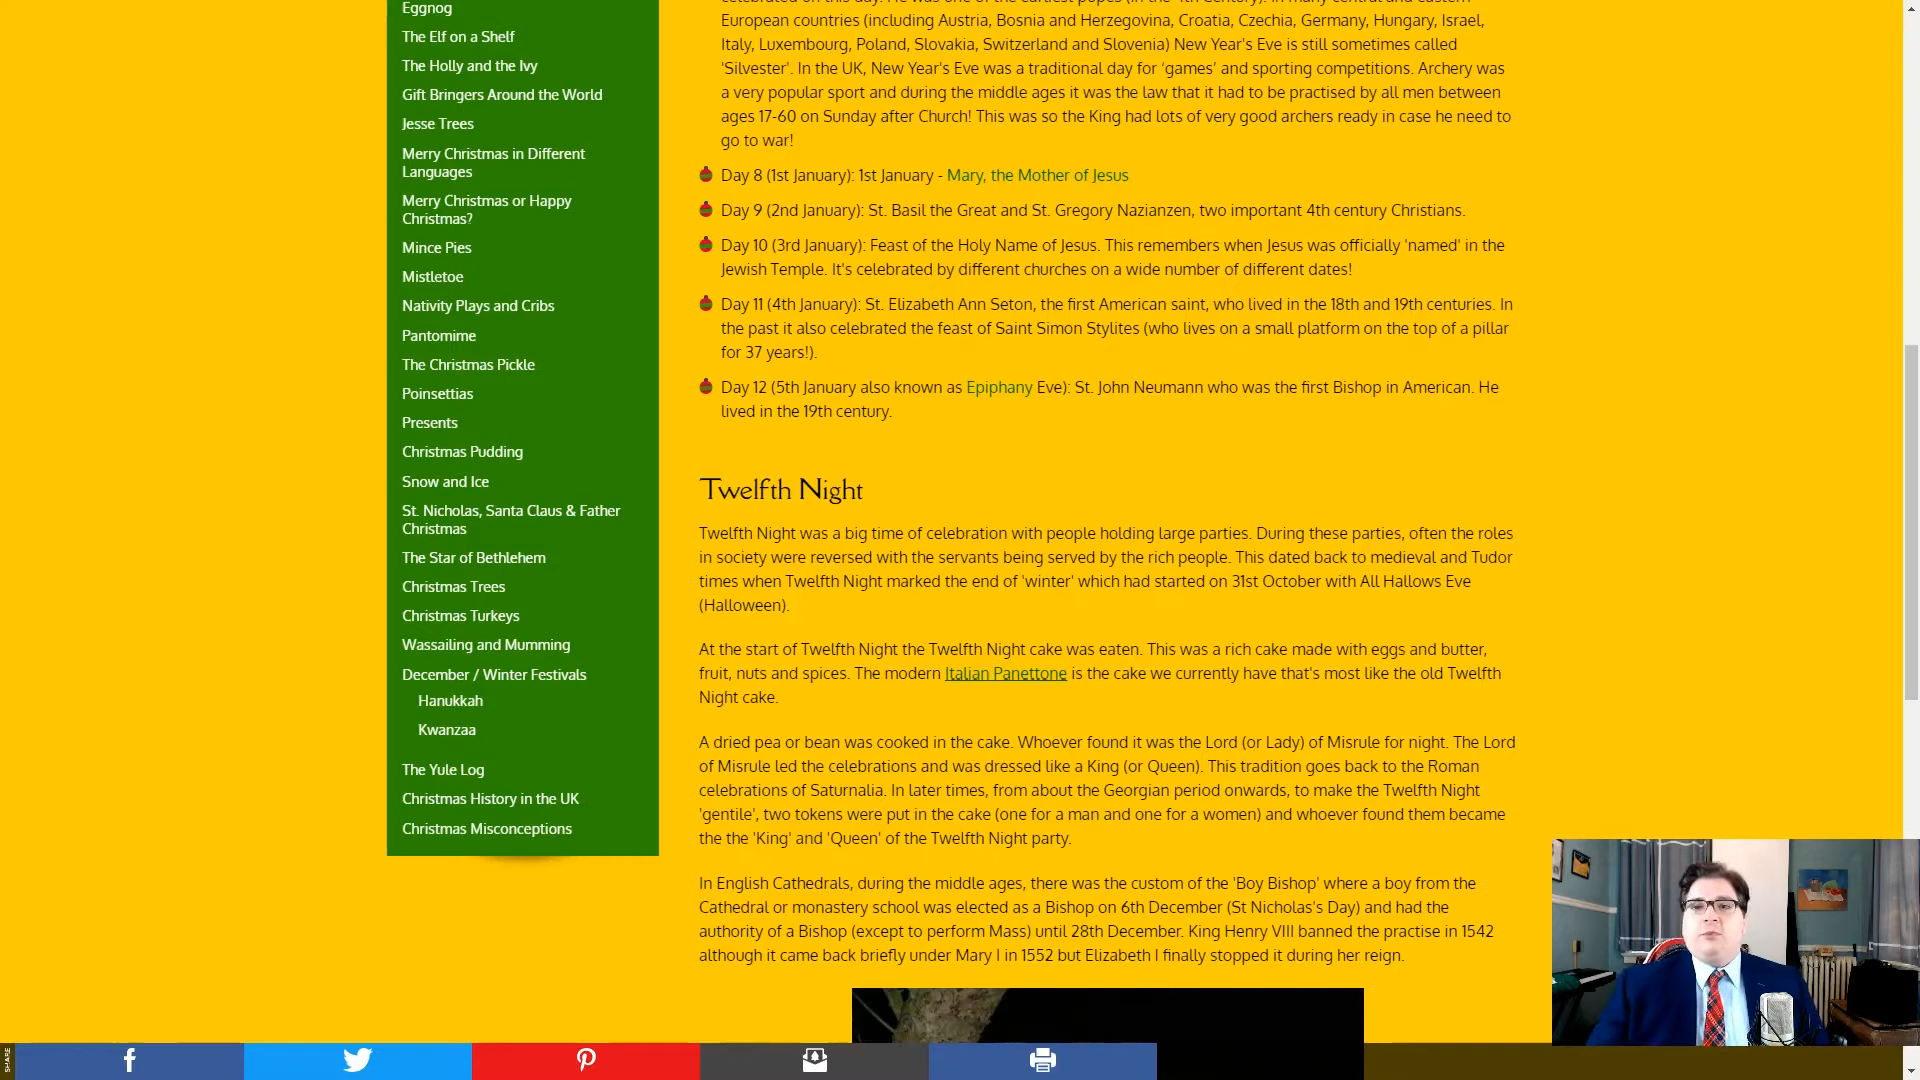 Eggnog
The Elf on a Shelf
The Holly and the Ivy
Gift Bringers Around the World
Jesse Trees
Merry Christmas in Different
Languages
Merry Christmas or Happy
Christmas?
Mince Pies
Mistletoe
Nativity Plays and Cribs
Pantomime
The Christmas Pickle
Poinsettias
Presents
Christmas Pudding
Snow and Ice
St. Nicholas, Santa Claus & Father
Christmas
The Star of Bethlehem
Christmas Trees
Christmas Turkeys
Wassailing and Mumming
December / Winter Festivals
Hanukkah
Kwanzaa
The Yule Log
Christmas History in the UK
Christmas Misconceptions
European countries (including Austria, Bosnia and Herzegovina, Croatia, Czechia, Germany, Hungary, Israel,
Italy, Luxembourg, Poland, Slovakia, Switzerland and Slovenia) New Year's Eve is still sometimes called
'Silvester'. In the UK, New Year's Eve was a traditional day for ‘games’ and sporting competitions. Archery was
a very popular sport and during the middle ages it was the law that it had to be practised by all men between
ages 17-60 on Sunday after Church! This was so the King had lots of very good archers ready in case he need to
go to war!
Day 8 (1st January): 1st January - Mary, the Mother of Jesus
Day 9 (2nd January): St. Basil the Great and St. Gregory Nazianzen, two important 4th century Christians.
Day 10 (3rd January): Feast of the Holy Name of Jesus. This remembers when Jesus was officially 'named' in the
Jewish Temple. It's celebrated by different churches on a wide number of different dates!
Day 11 (4th January): St. Elizabeth Ann Seton, the first American saint, who lived in the 18th and 19th centuries. In
the past it also celebrated the feast of Saint Simon Stylites (who lives on a small platform on the top of a pillar
for 37 years!).
Day 12 (5th January also known as Epiphany Eve): St. John Neumann who was the first Bishop in American. He
lived in the 19th century.
Twelfth Night
Twelfth Night was a big time of celebration with people holding large parties. During these parties, often the roles
in society were reversed with the servants being served by the rich people. This dated back to medieval and Tudor
times when Twelfth Night marked the end of 'winter' which had started on 31st October with All Hallows Eve
(Halloween).
At the start of Twelfth Night the Twelfth Night cake was eaten. This was a rich cake made with eggs and butter,
fruit, nuts and spices. The modern Italian Panettone is the cake we currently have that's most like the old Twelfth
Night cake.
A dried pea or bean was cooked in the cake. Whoever found it was the Lord (or Lady) of Misrule for night. The Lord
of Misrule led the celebrations and was dressed like a King (or Queen). This tradition goes back to the Roman
celebrations of Saturnalia. In later times, from about the Georgian period onwards, to make the Twelfth Night
'gentile', two tokens were put in the cake (one for a man and one for a women) and whoever found them became
the the 'King' and 'Queen' of the Twelfth Night party.
In English Cathedrals, during the middle ages, there was the custom of the 'Boy Bishop' where a boy from the
Cathedral or monastery school was elected as a Bishop on 6th December (St Nicholas's Day) and had the
authority of a Bishop (except to perform Mass) until 28th December. King Henry VIII banned the practise in 1542
although it came back briefly under Mary I in 1552 but Elizabeth I finally stopped it during her reign.
SHARE